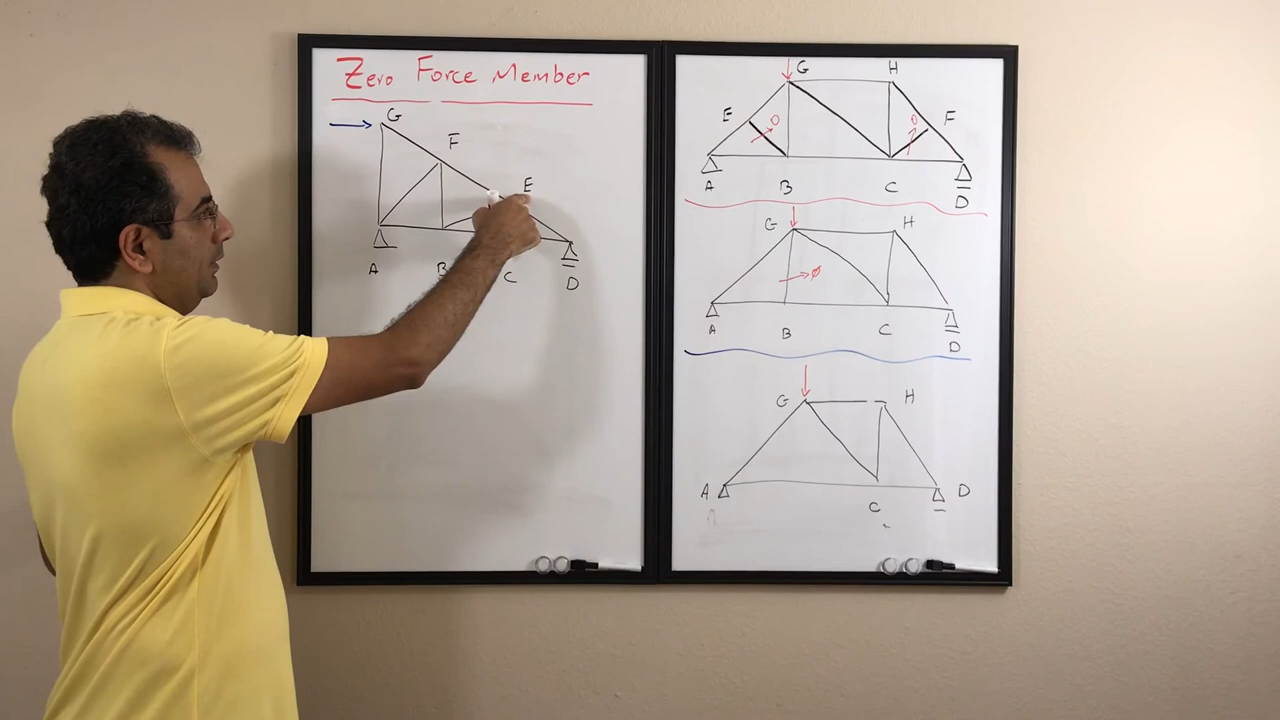 Zero Force Member
G
F
E
A B C D
G H
E O O F
A B C D
G H
Ø
A B C D
G H
A C D